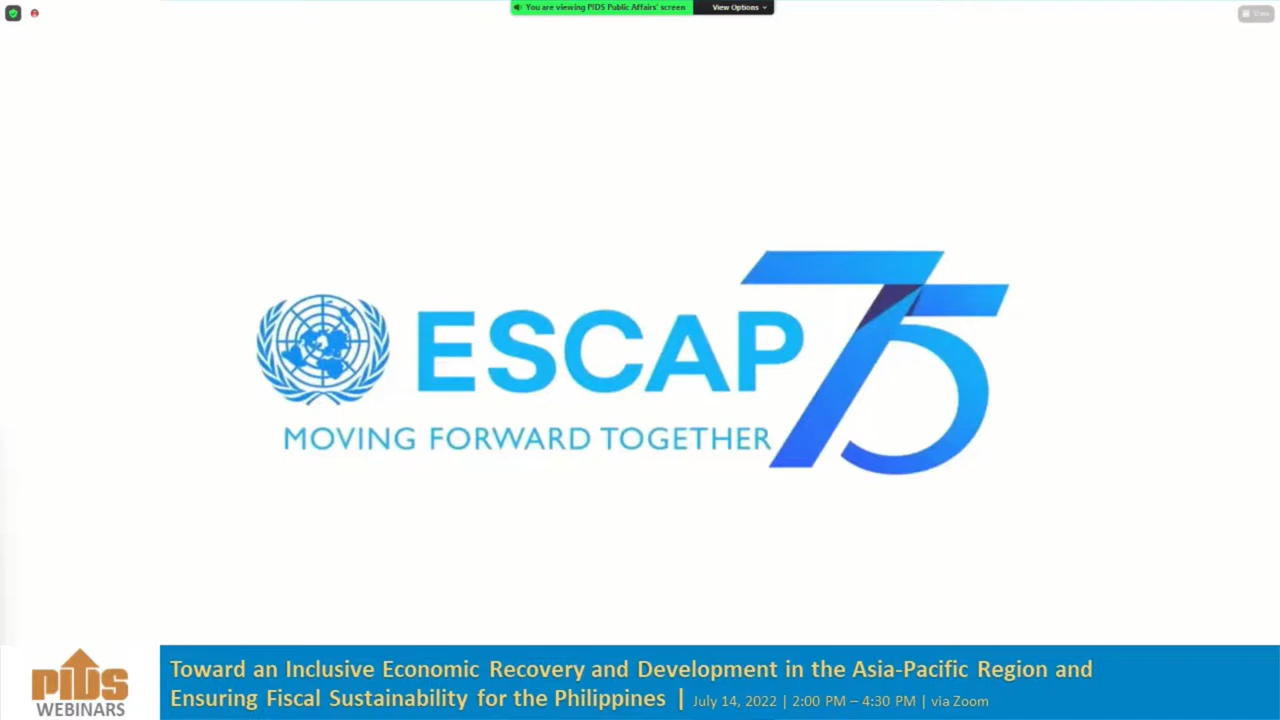 You are viewing PIDS Public Affairs' screen
View Options
View
ESCAP 75
MOVING FORWARD TOGETHER
PIDS
WEBINARS
Toward an Inclusive Economic Recovery and Development in the Asia-Pacific Region and
Ensuring Fiscal Sustainability for the Philippines | July 14, 2022 | 2:00 PM – 4:30 PM | via Zoom